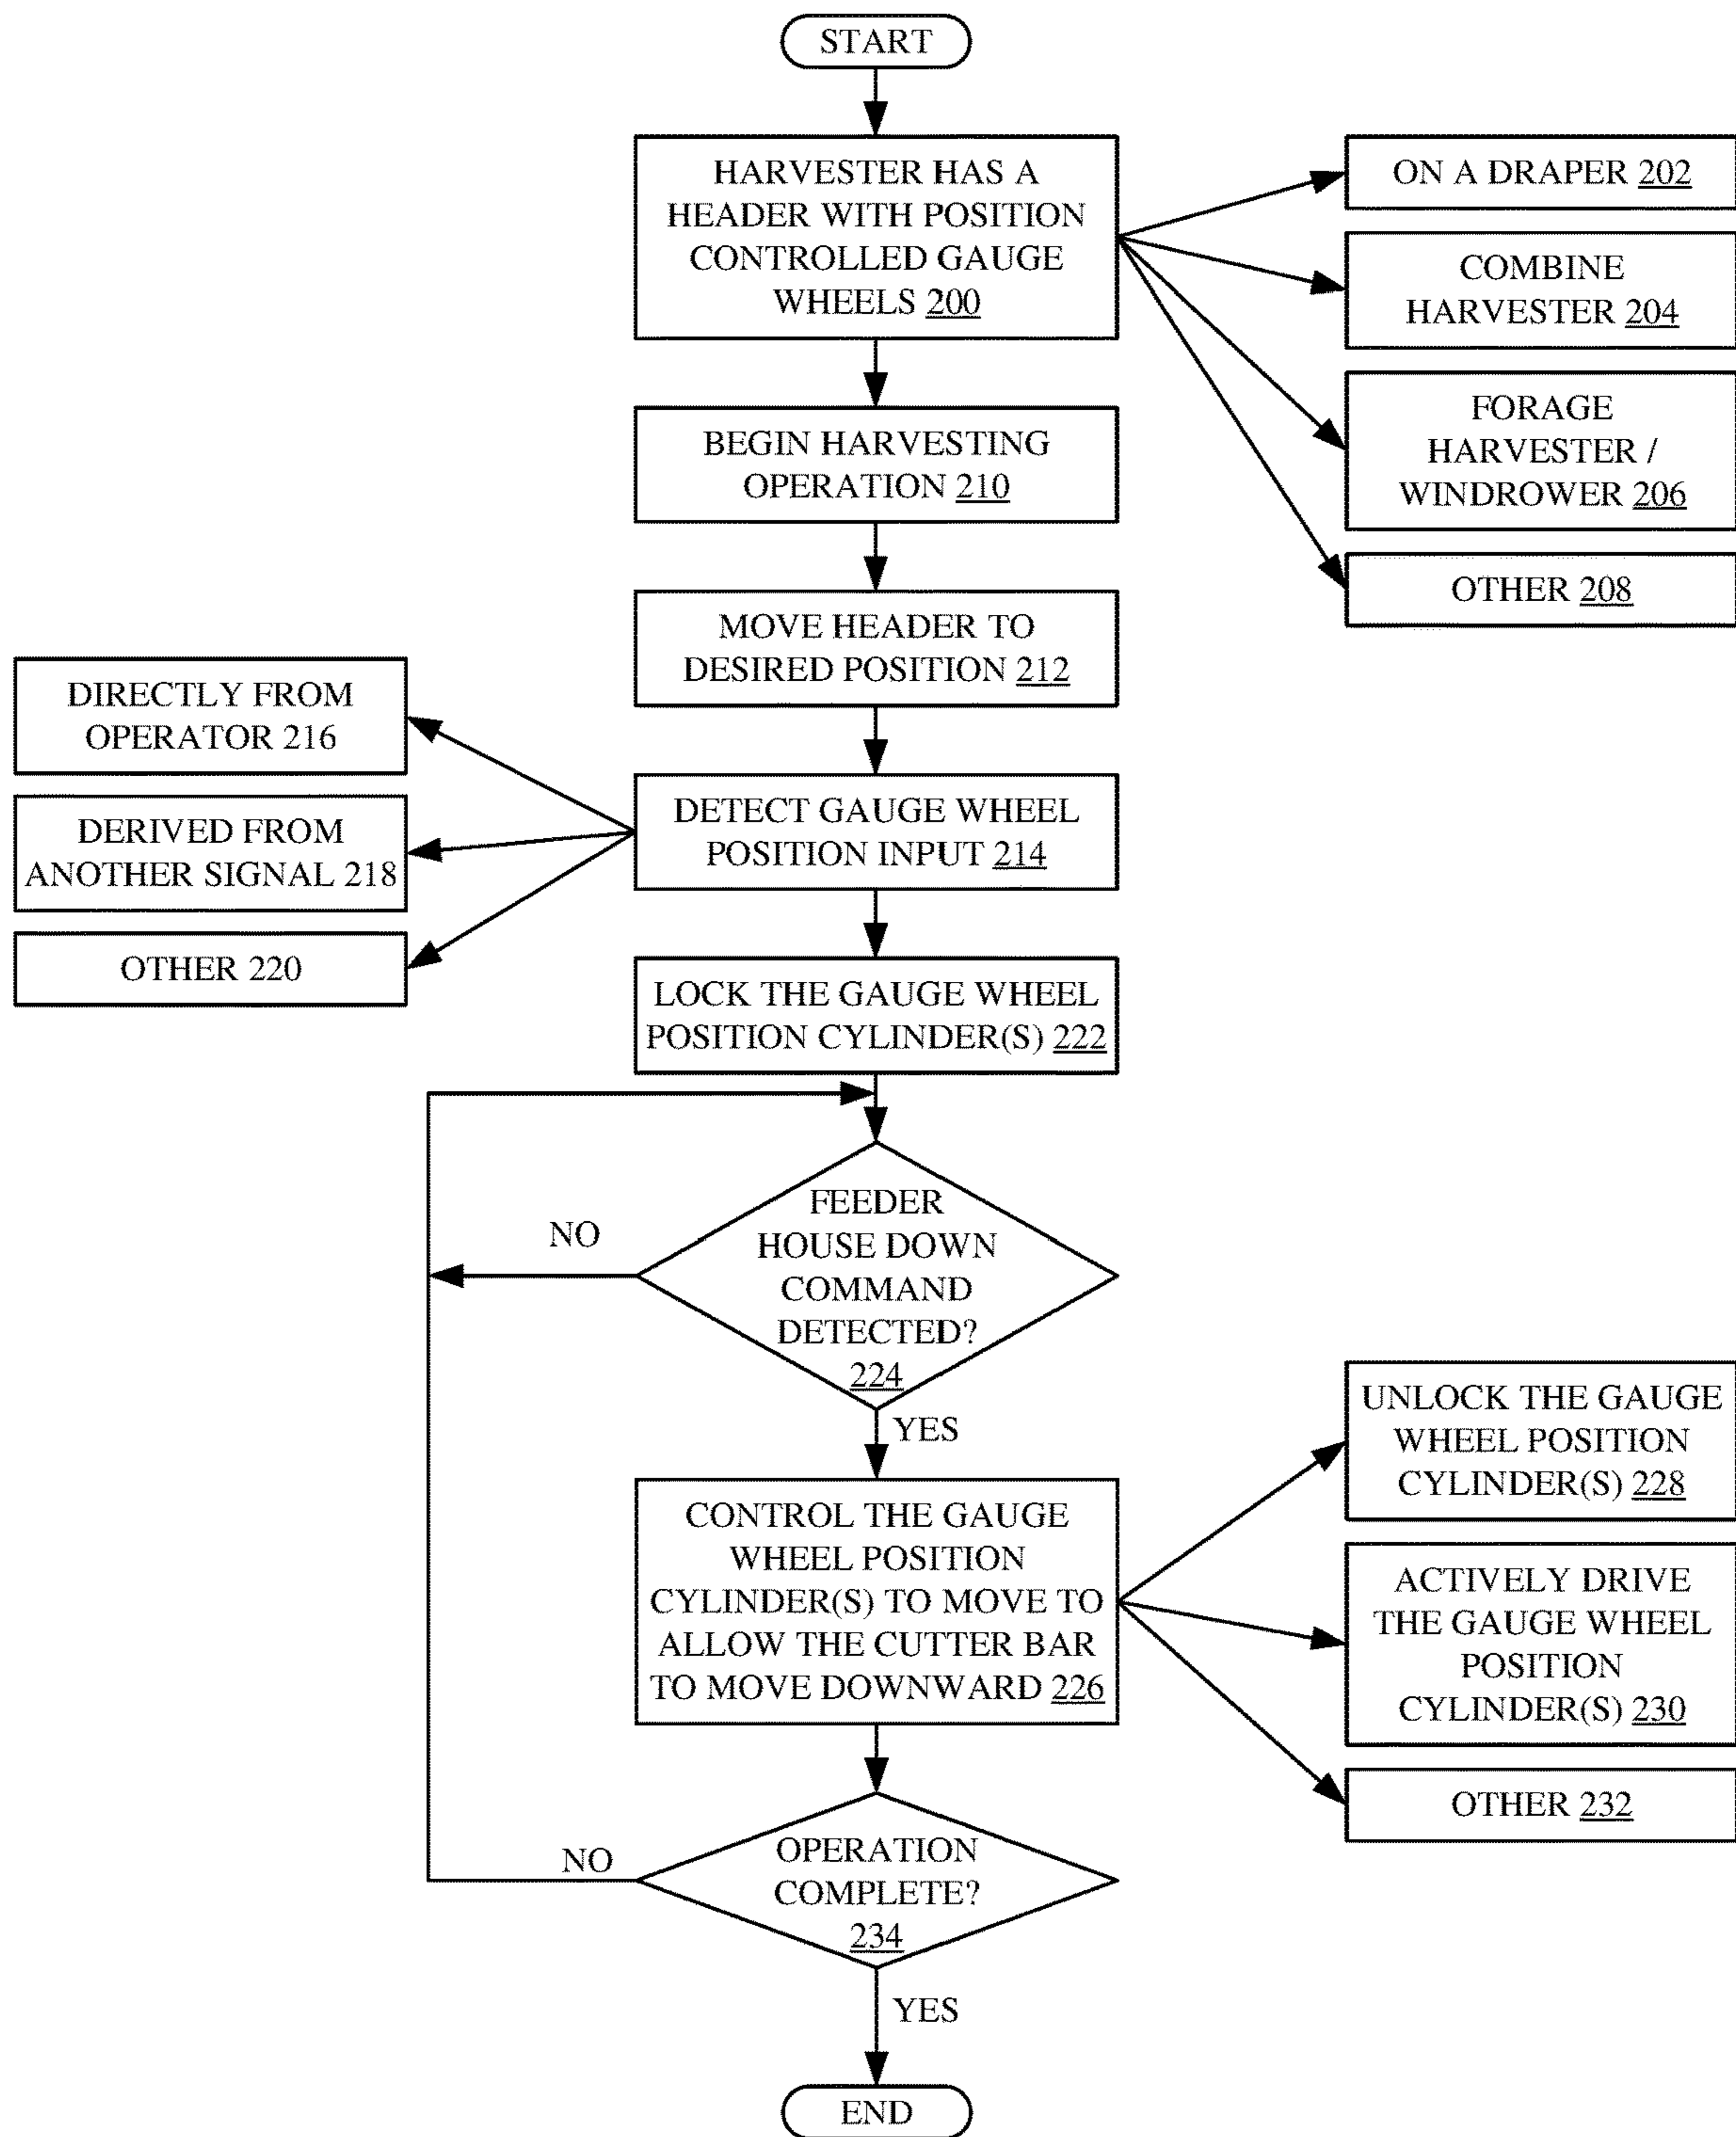 START
HARVESTER HAS A
HEADER WITH POSITION
CONTROLLED GAUGE
WHEELS 200
ON A DRAPER 202
COMBINE
HARVESTER 204
FORAGE
HARVESTER /
WINDROWER 206
OTHER 208
BEGIN HARVESTING
OPERATION 210
MOVE HEADER TO
DESIRED POSITION 212
DETECT GAUGE WHEEL
POSITION INPUT 214
DIRECTLY FROM
OPERATOR 216
DERIVED FROM
ANOTHER SIGNAL 218
OTHER 220
LOCK THE GAUGE WHEEL
POSITION CYLINDER(S) 222
FEEDER
HOUSE DOWN
COMMAND
DETECTED?
224
NO
YES
CONTROL THE GAUGE
WHEEL POSITION
CYLINDER(S) TO MOVE TO
ALLOW THE CUTTER BAR
TO MOVE DOWNWARD 226
UNLOCK THE GAUGE
WHEEL POSITION
CYLINDER(S) 228
ACTIVELY DRIVE
THE GAUGE WHEEL
POSITION
CYLINDER(S) 230
OTHER 232
OPERATION
COMPLETE?
234
NO
YES
END